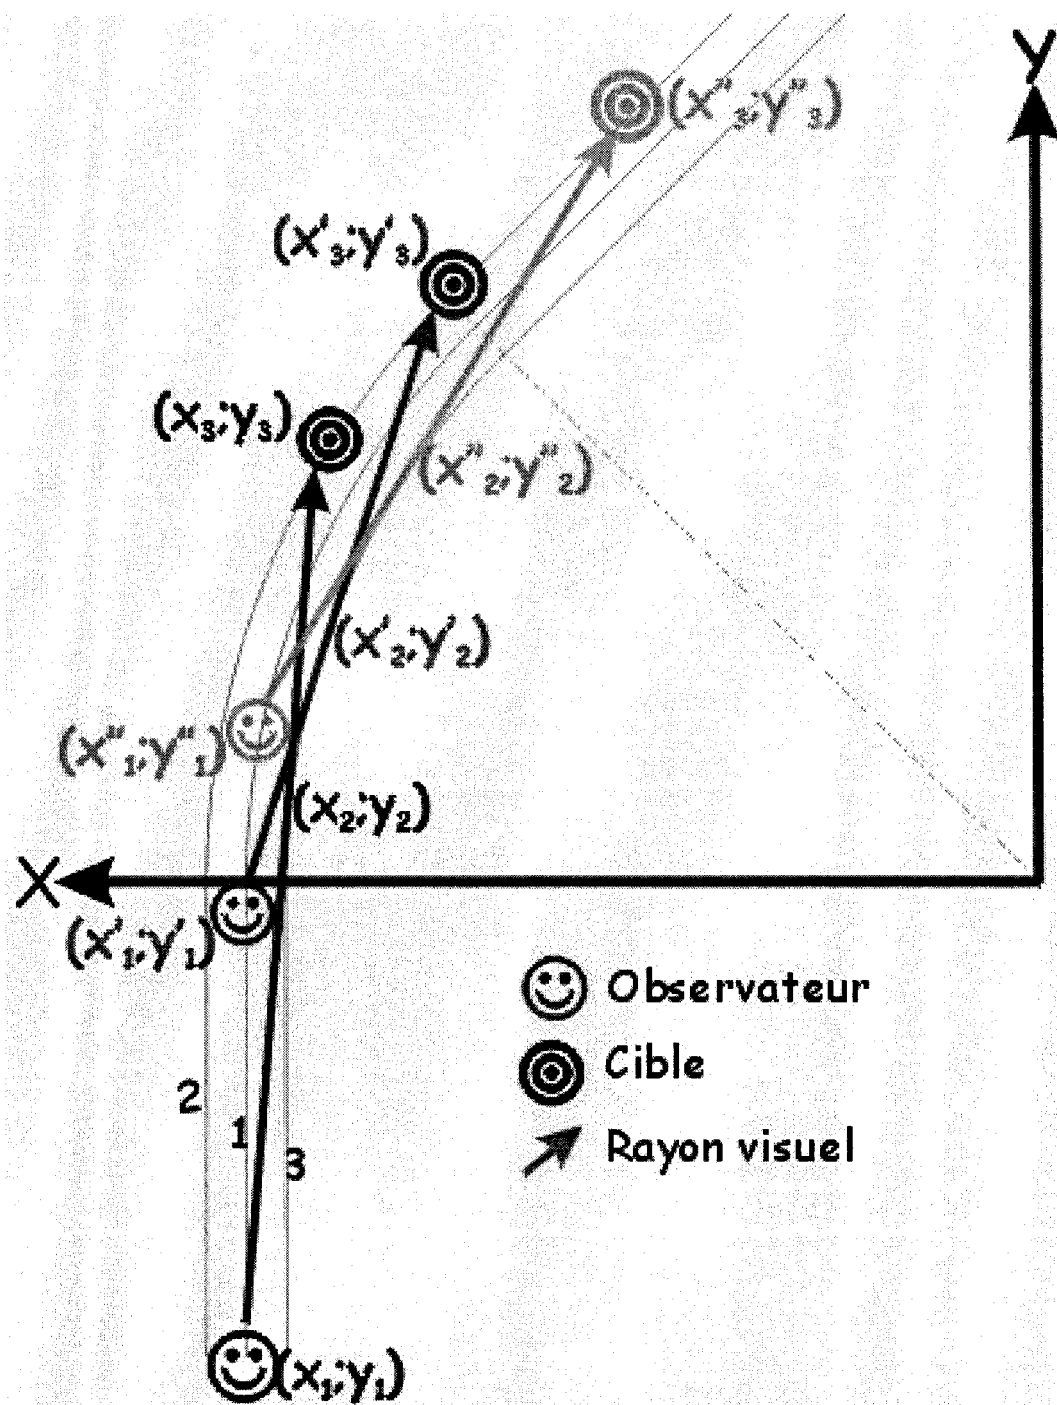 Y
(x"₃;y"₃)
(x'₃;y'₃)
(x₃;y₃)
(x"₂;y"₂)
(x'₂;y'₂)
(x"₁;y"₁)
(x₂;y₂)
X
(x'₁;y'₁)
Observateur
Cible
2
1
Rayon visuel
3
(x₁;y₁)